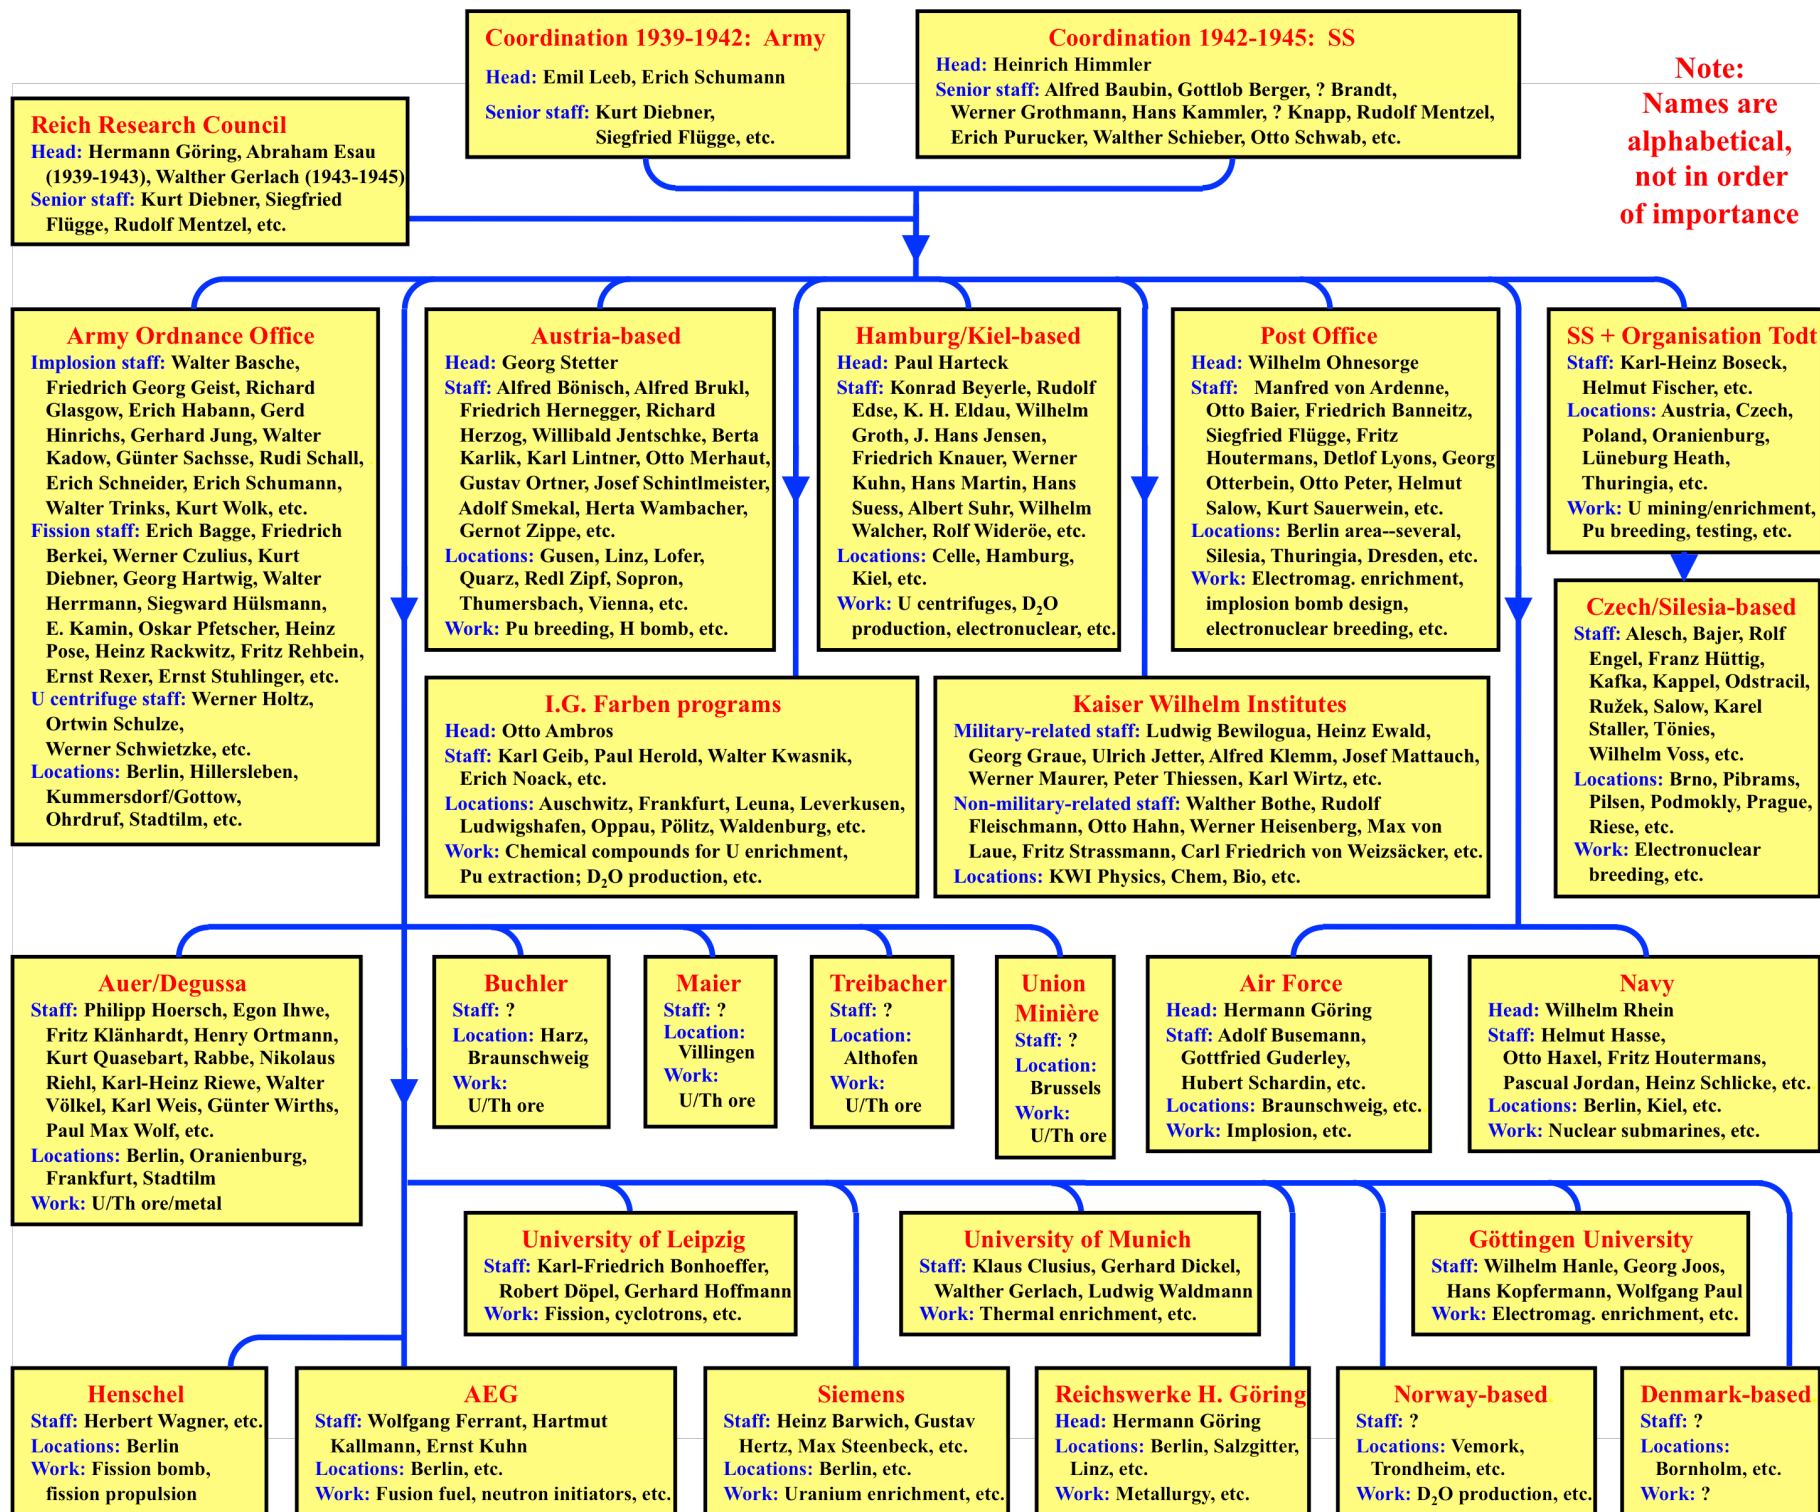 Coordination 1939-1942: Army
Head: Emil Leeb, Erich Schumann
Senior staff: Kurt Diebner,
Siegfried Flügge, etc.
Coordination 1942-1945: SS
Head: Heinrich Himmler
Senior staff: Alfred Baubin, Gottlob Berger, ? Brandt,
Werner Grothmann, Hans Kammler, ? Knapp, Rudolf Mentzel,
Erich Purucker, Walther Schieber, Otto Schwab, etc.
Note:
Names are
alphabetical,
not in order
of importance
Reich Research Council
Head: Hermann Göring, Abraham Esau
(1939-1943), Walther Gerlach (1943-1945)
Senior staff: Kurt Diebner, Siegfried
Flügge, Rudolf Mentzel, etc.
Army Ordnance Office
Implosion staff: Walter Basche,
Friedrich Georg Geist, Richard
Glasgow, Erich Habann, Gerd
Hinrichs, Gerhard Jung, Walter
Kadow, Günter Sachsse, Rudi Schall,
Erich Schneider, Erich Schumann,
Walter Trinks, Kurt Wolk, etc.
Fission staff: Erich Bagge, Friedrich
Berkei, Werner Czulius, Kurt
Diebner, Georg Hartwig, Walter
Herrmann, Siegward Hülsmann,
E. Kamin, Oskar Pfetscher, Heinz
Pose, Heinz Rackwitz, Fritz Rehbein,
Ernst Rexer, Ernst Stuhlinger, etc.
U centrifuge staff: Werner Holtz,
Ortwin Schulze,
Werner Schwietzke, etc.
Locations: Berlin, Hillersleben,
Kummersdorf/Gottow,
Ohrdruf, Stadtilm, etc.
Austria-based
Head: Georg Stetter
Staff: Alfred Bönisch, Alfred Brukl,
Friedrich Hernegger, Richard
Herzog, Willibald Jentschke, Berta
Karlik, Karl Lintner, Otto Merhaut,
Gustav Ortner, Josef Schintlmeister,
Adolf Smekal, Herta Wambacher,
Gernot Zippe, etc.
Locations: Gusen, Linz, Lofer,
Quarz, Redl Zipf, Sopron,
Thumersbach, Vienna, etc.
Work: Pu breeding, H bomb, etc.
Hamburg/Kiel-based
Head: Paul Harteck
Staff: Konrad Beyerle, Rudolf
Edse, K. H. Eldau, Wilhelm
Groth, J. Hans Jensen,
Friedrich Knauer, Werner
Kuhn, Hans Martin, Hans
Suess, Albert Suhr, Wilhelm
Walcher, Rolf Wideröe, etc.
Locations: Celle, Hamburg,
Kiel, etc.
Work: U centrifuges, D2O
production, electronuclear, etc.
Post Office
Head: Wilhelm Ohnesorge
Staff: Manfred von Ardenne,
Otto Baier, Friedrich Banneitz,
Siegfried Flügge, Fritz
Houtermans, Detlof Lyons, Georg
Otterbein, Otto Peter, Helmut
Salow, Kurt Sauerwein, etc.
Locations: Berlin area--several,
Silesia, Thuringia, Dresden, etc.
Work: Electromag. enrichment,
implosion bomb design,
electronuclear breeding, etc.
SS + Organisation Todt
Staff: Karl-Heinz Boseck,
Helmut Fischer, etc.
Locations: Austria, Czech,
Poland, Oranienburg,
Lüneburg Heath,
Thuringia, etc.
Work: U mining/enrichment,
Pu breeding, testing, etc.
Czech/Silesia-based
Staff: Alesch, Bajer, Rolf
Engel, Franz Hüttig,
Kafka, Kappel, Odstracil,
Ružek, Salow, Karel
Staller, Tönies,
Wilhelm Voss, etc.
Locations: Brno, Pibrams,
Pilsen, Podmokly, Prague,
Riese, etc.
Work: Electronuclear
breeding, etc.
I.G. Farben programs
Head: Otto Ambros
Staff: Karl Geib, Paul Herold, Walter Kwasnik,
Erich Noack, etc.
Locations: Auschwitz, Frankfurt, Leuna, Leverkusen,
Ludwigshafen, Oppau, Pölitz, Waldenburg, etc.
Work: Chemical compounds for U enrichment,
Pu extraction; D2O production, etc.
Kaiser Wilhelm Institutes
Military-related staff: Ludwig Bewilogua, Heinz Ewald,
Georg Graue, Ulrich Jetter, Alfred Klemm, Josef Mattauch,
Werner Maurer, Peter Thiessen, Karl Wirtz, etc.
Non-military-related staff: Walther Bothe, Rudolf
Fleischmann, Otto Hahn, Werner Heisenberg, Max von
Laue, Fritz Strassmann, Carl Friedrich von Weizsäcker, etc.
Locations: KWI Physics, Chem, Bio, etc.
Auer/Degussa
Staff: Philipp Hoersch, Egon Ihwe,
Fritz Klänhardt, Henry Ortmann,
Kurt Quasebart, Rabbe, Nikolaus
Riehl, Karl-Heinz Riewe, Walter
Völkel, Karl Weis, Günter Wirths,
Paul Max Wolf, etc.
Locations: Berlin, Oranienburg,
Frankfurt, Stadtilm
Work: U/Th ore/metal
Buchler
Staff: ?
Location: Harz,
Braunschweig
Work:
U/Th ore
Maier
Staff: ?
Location:
Villingen
Work:
U/Th ore
Treibacher
Staff: ?
Location:
Althofen
Work:
U/Th ore
Union
Minière
Staff: ?
Location:
Brussels
Work:
U/Th ore
Air Force
Head: Hermann Göring
Staff: Adolf Busemann,
Gottfried Guderley,
Hubert Schardin, etc.
Locations: Braunschweig, etc.
Work: Implosion, etc.
Navy
Head: Wilhelm Rhein
Staff: Helmut Hasse,
Otto Haxel, Fritz Houtermans,
Pascual Jordan, Heinz Schlicke, etc.
Locations: Berlin, Kiel, etc.
Work: Nuclear submarines, etc.
University of Leipzig
Staff: Karl-Friedrich Bonhoeffer,
Robert Döpel, Gerhard Hoffmann
Work: Fission, cyclotrons, etc.
University of Munich
Staff: Klaus Clusius, Gerhard Dickel,
Walther Gerlach, Ludwig Waldmann
Work: Thermal enrichment, etc.
Göttingen University
Staff: Wilhelm Hanle, Georg Joos,
Hans Kopfermann, Wolfgang Paul
Work: Electromag. enrichment, etc.
Henschel
Staff: Herbert Wagner, etc.
Locations: Berlin
Work: Fission bomb,
fission propulsion
AEG
Staff: Wolfgang Ferrant, Hartmut
Kallmann, Ernst Kuhn
Locations: Berlin, etc.
Work: Fusion fuel, neutron initiators, etc.
Siemens
Staff: Heinz Barwich, Gustav
Hertz, Max Steenbeck, etc.
Locations: Berlin, etc.
Work: Uranium enrichment, etc.
Reichswerke H. Göring
Head: Hermann Göring
Locations: Berlin, Salzgitter,
Linz, etc.
Work: Metallurgy, etc.
Norway-based
Staff: ?
Locations: Vemork,
Trondheim, etc.
Work: D2O production, etc.
Denmark-based
Staff: ?
Locations:
Bornholm, etc.
Work: ?